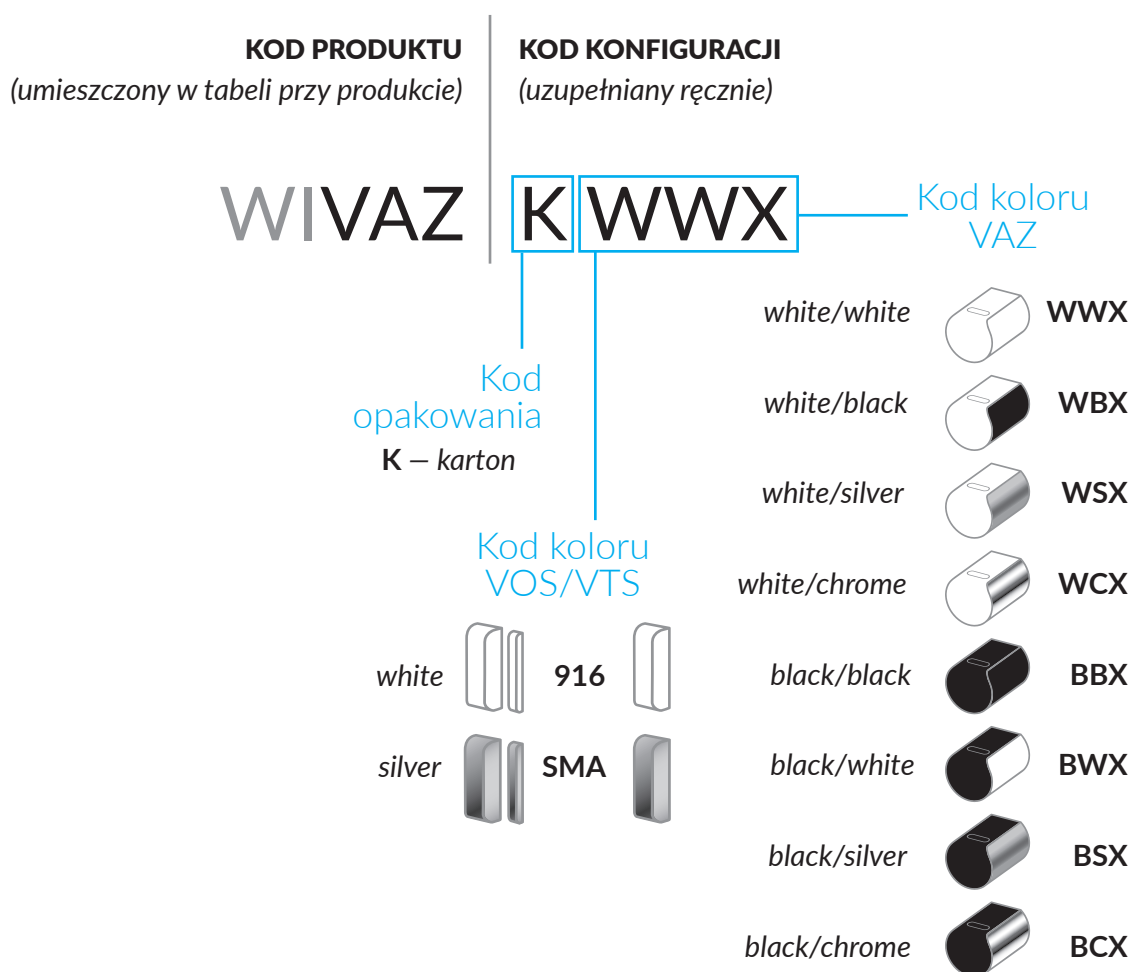 KOD PRODUKTU
(umieszczony w tabeli przy produkcie)
KOD KONFIGURACJI
(uzupełniany ręcznie)
WIVAZ KWWX
Kod koloru
VAZ
white/white WWX
white/black WBX
white/silver WSX
white/chrome WCX
black/black BBX
black/white BWX
black/silver BSX
black/chrome BCX
Kod
opakowania
K — karton
Kod koloru
VOS/VTS
white 916
silver SMA